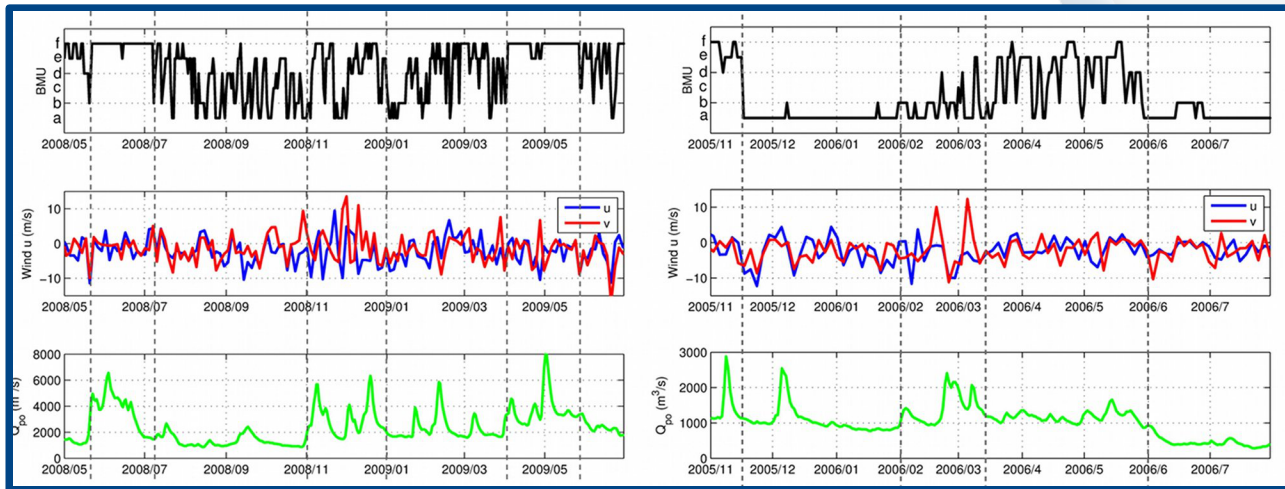 f
e
d
c
b
a
BMU
2008/05 2008/07 2008/09 2008/11 2009/01 2009/03 2009/05
f
e
d
c
b
a
BMU
2005/11 2005/12 2006/01 2006/02 2006/03 2006/4 2006/5 2006/6 2006/7
10
0
−10
Wind u (m/s)
u
v
2008/05 2008/07 2008/09 2008/11 2009/01 2009/03 2009/05
10
0
−10
Wind u (m/s)
u
v
2005/11 2005/12 2006/01 2006/02 2006/03 2006/4 2006/5 2006/6 2006/7
8000
6000
4000
2000
0
Qpo (m³/s)
2008/05 2008/07 2008/09 2008/11 2009/01 2009/03 2009/05
3000
2000
1000
0
Qpo (m³/s)
2005/11 2005/12 2006/01 2006/02 2006/03 2006/4 2006/5 2006/6 2006/7